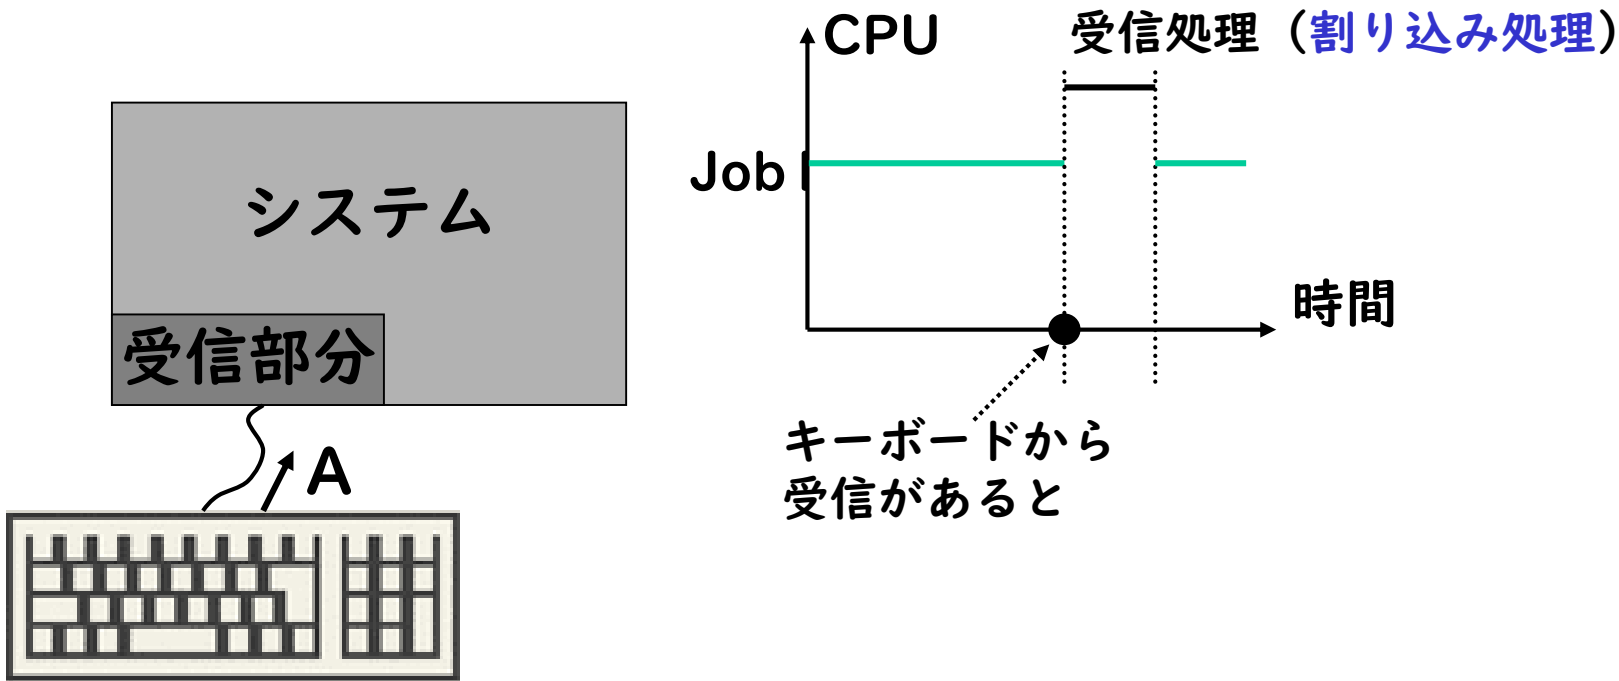 システム
受信部分
A
CPU
受信処理（割り込み処理）
Job
時間
キーボードから
受信があると